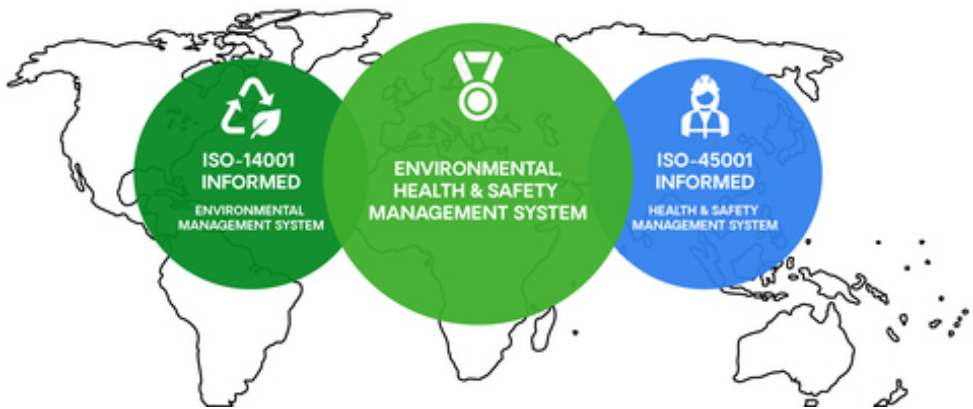 ISO-14001
INFORMED
ENVIRONMENTAL
MANAGEMENT SYSTEM
ENVIRONMENTAL,
HEALTH & SAFETY
MANAGEMENT SYSTEM
ISO-45001
INFORMED
HEALTH & SAFETY
MANAGEMENT SYSTEM